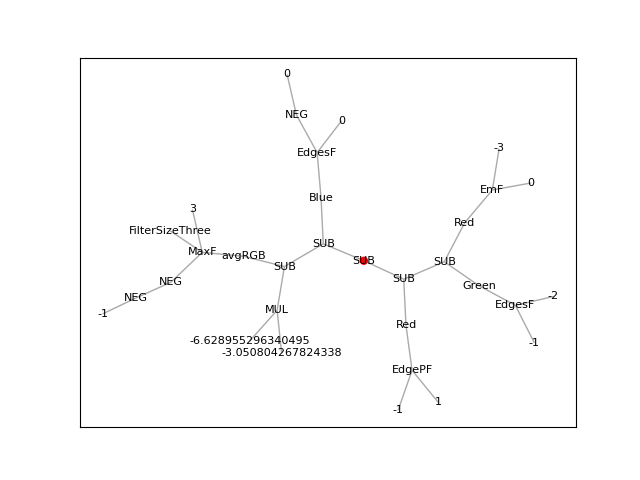 0
NEG
0
EdgesF
-3
EmF
0
Blue
3
Red
FilterSizeThree
SUB
MaxF
avgRGB
SUB
SUB
SUB
SUB
NEG
Green
NEG
-2
EdgesF
MUL
-1
Red
-6.628955296340495
-1
-3.050804267824338
EdgePF
1
-1